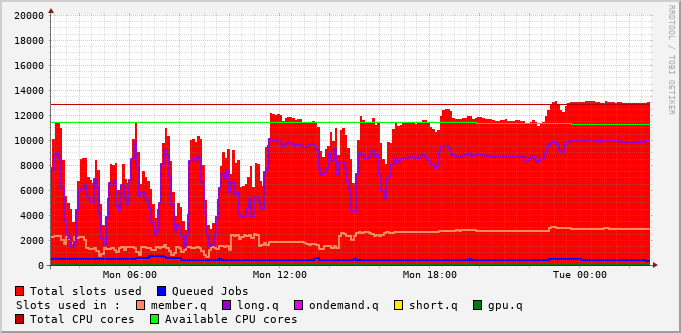 20000
18000
16000
14000
12000
10000
8000
6000
4000
2000
0
Mon 06:00 Mon 12:00 Mon 18:00 Tue 00:00
RRDTOOL / TOBI OETIKER
Total slots used Queued Jobs
Slots used in : member.q long.q ondemand.q short.q gpu.q
Total CPU cores Available CPU cores